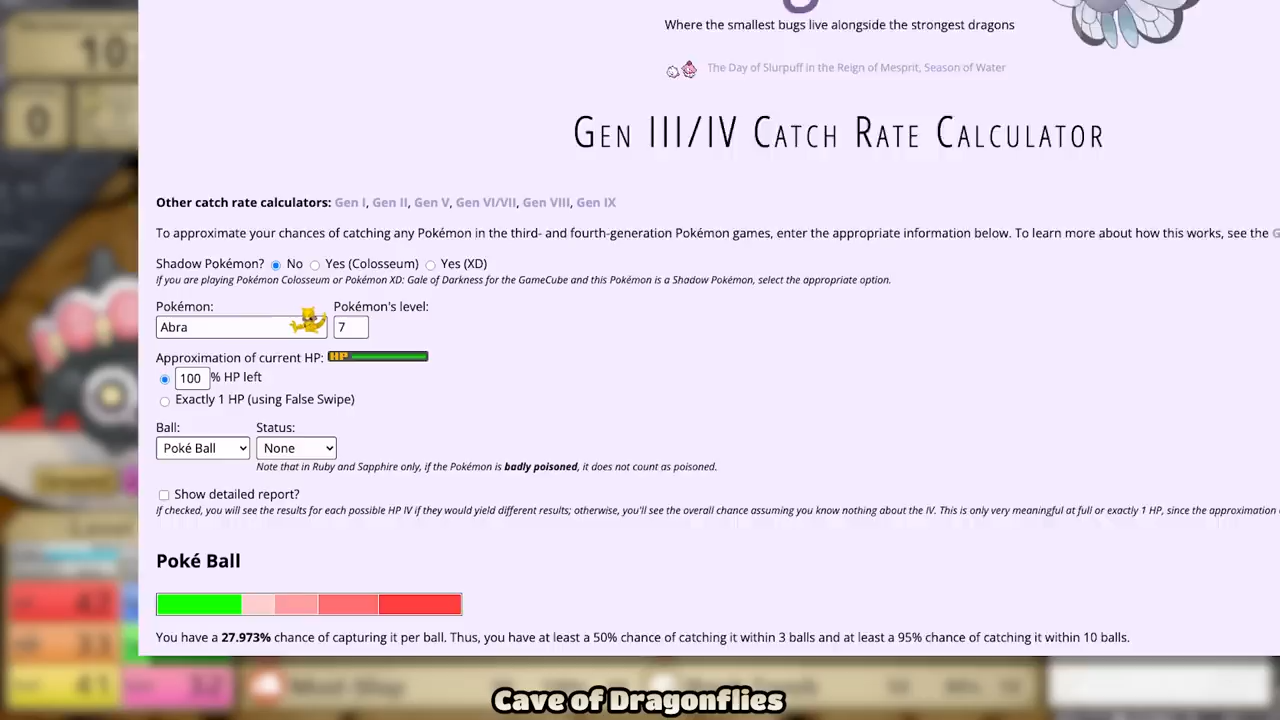 Where the smallest bugs live alongside the strongest dragons
The Day of Slurpuff in the Reign of Mesprit, Season of Water
Gen III/IV Catch Rate Calculator
Other catch rate calculators: Gen I, Gen II, Gen V, Gen VI/VII, Gen VIII, Gen IX
To approximate your chances of catching any Pokémon in the third- and fourth-generation Pokémon games, enter the appropriate information below. To learn more about how this works, see the G
Shadow Pokémon? No Yes (Colosseum) Yes (XD)
If you are playing Pokémon Colosseum or Pokémon XD: Gale of Darkness for the GameCube and this Pokémon is a Shadow Pokémon, select the appropriate option.
Pokémon: Pokémon's level:
Abra 7
Approximation of current HP: HP
100 % HP left
Exactly 1 HP (using False Swipe)
Ball: Status:
Poké Ball None
Note that in Ruby and Sapphire only, if the Pokémon is badly poisoned, it does not count as poisoned.
Show detailed report?
If checked, you will see the results for each possible HP IV if they would yield different results; otherwise, you'll see the overall chance assuming you know nothing about the IV. This is only very meaningful at full or exactly 1 HP, since the approximation
Poké Ball
You have a 27.973% chance of capturing it per ball. Thus, you have at least a 50% chance of catching it within 3 balls and at least a 95% chance of catching it within 10 balls.
10
0
47
33
41
Cave of Dragonflies